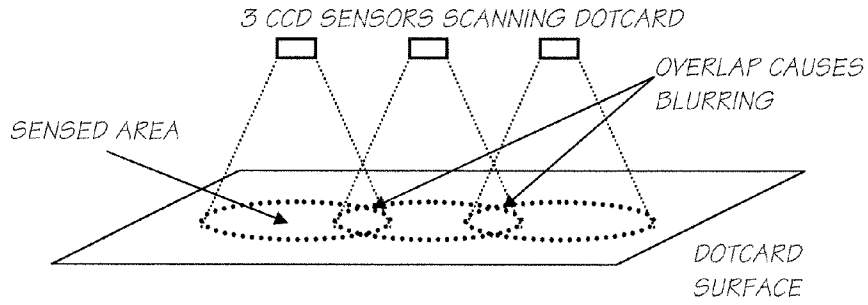 3 CCD SENSORS SCANNING DOTCARD
OVERLAP CAUSES
BLURRING
SENSED AREA
DOTCARD
SURFACE